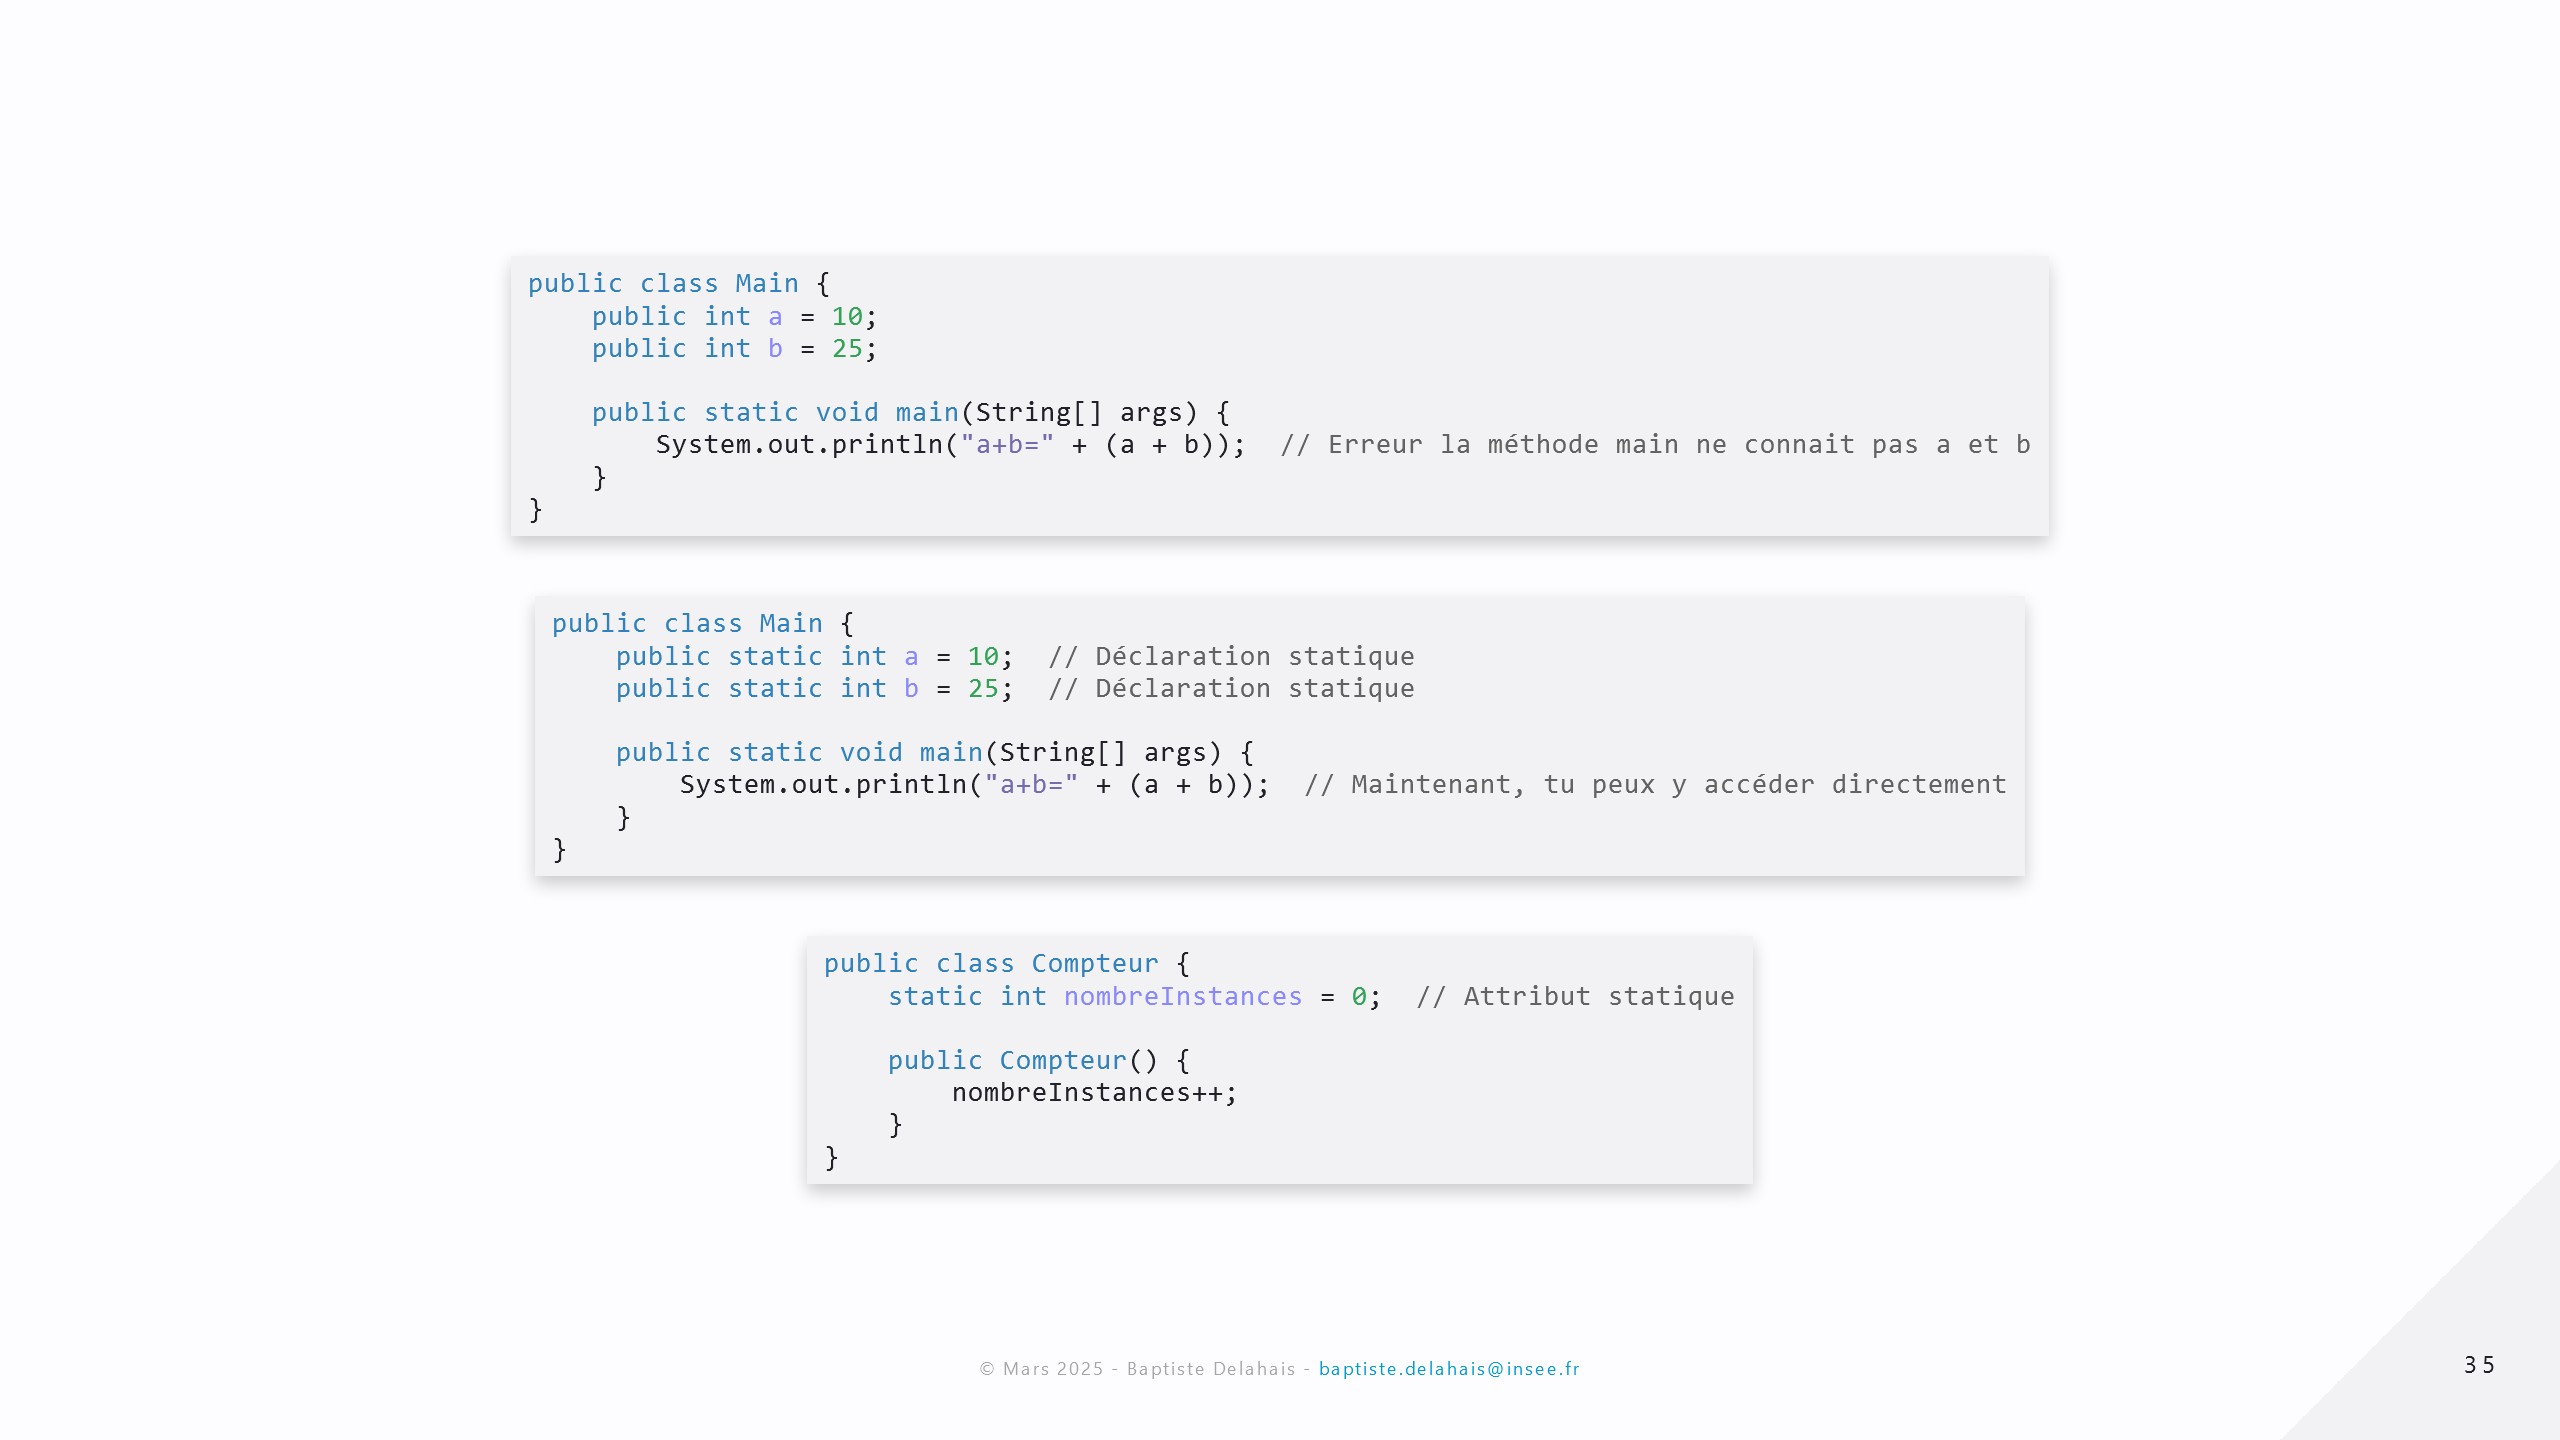 public class Main {
    public int a = 10;
    public int b = 25;

    public static void main(String[] args) {
        System.out.println("a+b=" + (a + b));  // Erreur la méthode main ne connait pas a et b
    }
}
public class Main {
    public static int a = 10;  // Déclaration statique
    public static int b = 25;  // Déclaration statique

    public static void main(String[] args) {
        System.out.println("a+b=" + (a + b));  // Maintenant, tu peux y accéder directement
    }
}
public class Compteur {
    static int nombreInstances = 0;  // Attribut statique

    public Compteur() {
        nombreInstances++;
    }
}
© Mars 2025 - Baptiste Delahais - baptiste.delahais@insee.fr
35